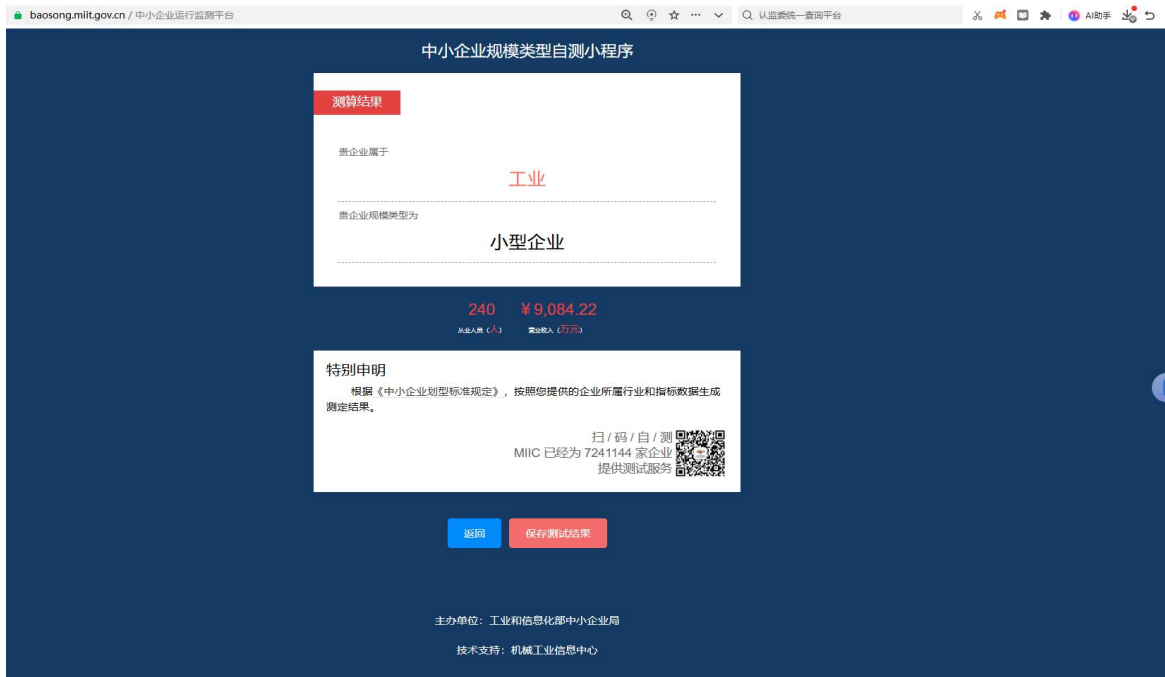 baosong.miit.gov.cn / 中小企业运行监测平台
认监委统一查询平台
AI助手
中小企业规模类型自测小程序
测算结果
贵企业属于
工业
贵企业规模类型为
小型企业
240 ￥9,084.22
从业人员（人） 营业收入（万元）
特别申明
根据《中小企业划型标准规定》，按照您提供的企业所属行业和指标数据生成
测定结果。
扫 / 码 / 自 / 测
MIIC 已经为 7241144 家企业
提供测试服务
返回 保存测试结果
主办单位：工业和信息化部中小企业局
技术支持：机械工业信息中心